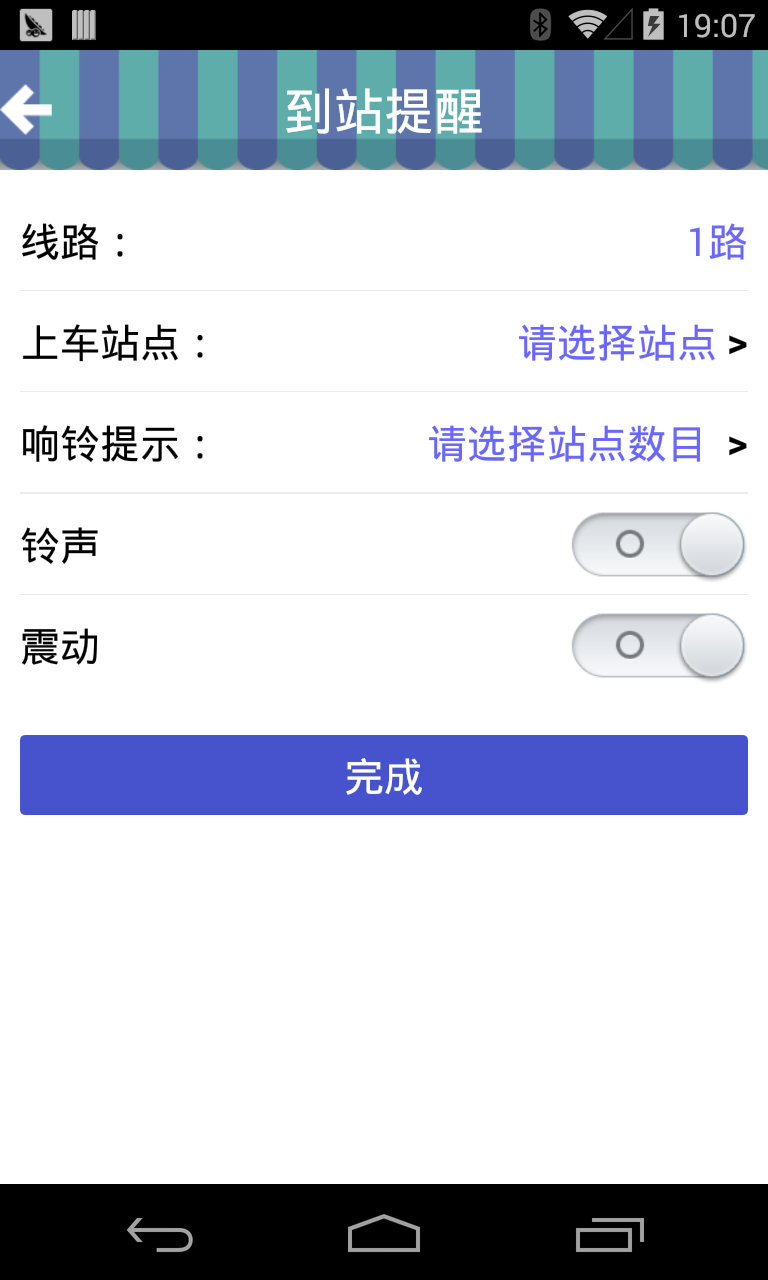 19:07
到站提醒
线路： 1路
上车站点： 请选择站点 >
响铃提示： 请选择站点数目 >
铃声
震动
完成